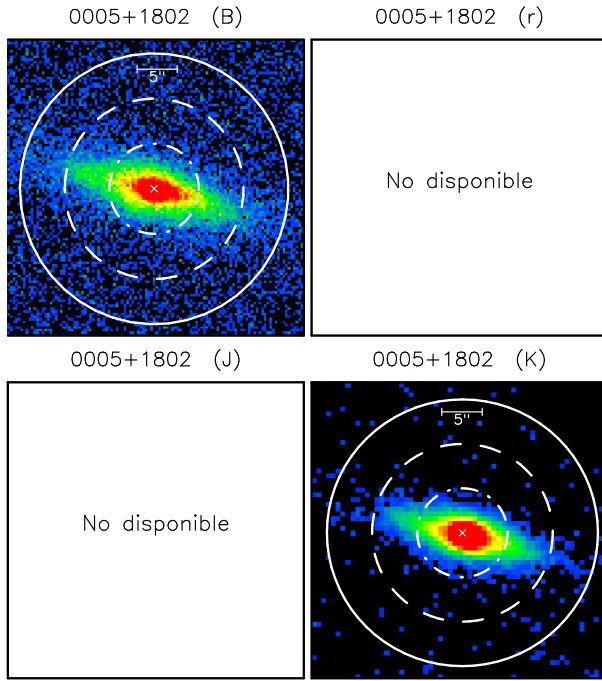 0005+1802 (B)
0005+1802 (r)
5"
No disponible
0005+1802 (J)
0005+1802 (K)
5"
No disponible